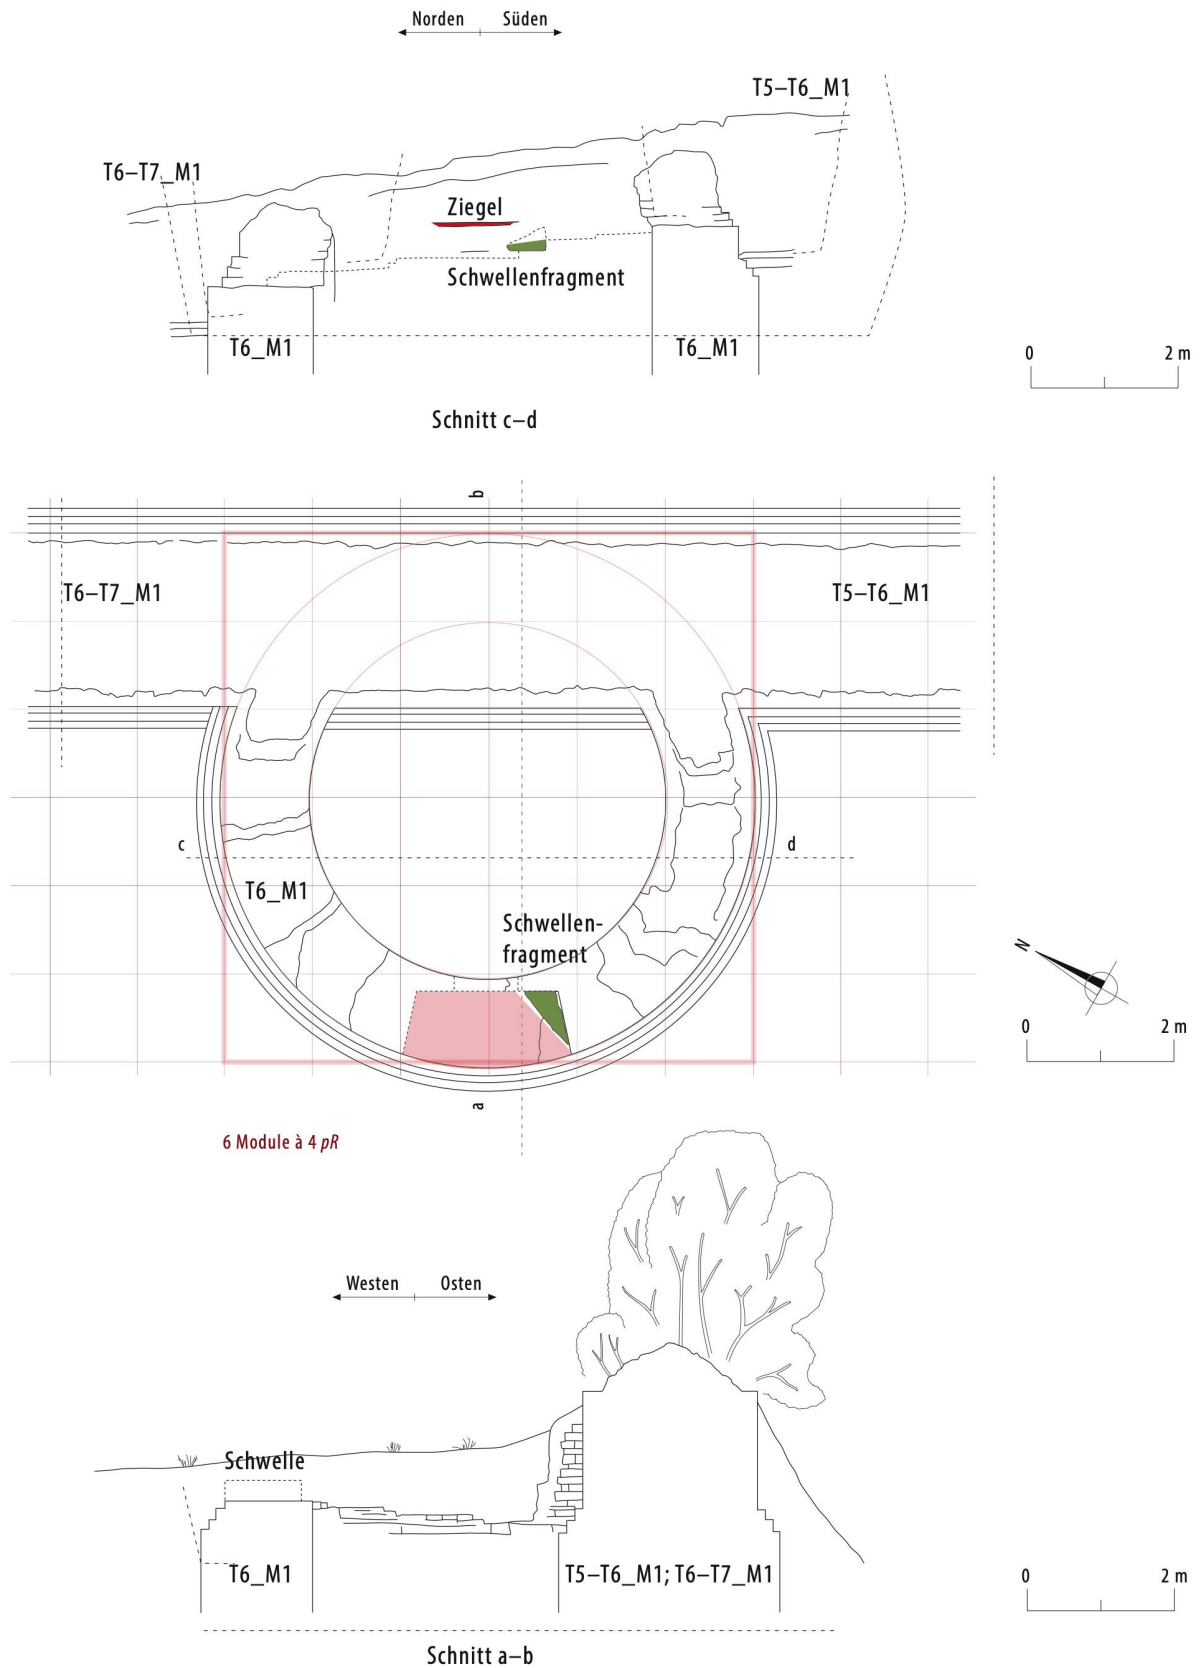 Norden Süden
T5–T6_M1
T6–T7_M1
Ziegel
Schwellenfragment
T6_M1 T6_M1
0 2 m
Schnitt c–d
b
T6–T7_M1 T5–T6_M1
c d
T6_M1
Schwellen-
fragment
N
0 2 m
a
6 Module à 4 pR
Westen Osten
Schwelle
T6_M1 T5–T6_M1; T6–T7_M1
0 2 m
Schnitt a–b